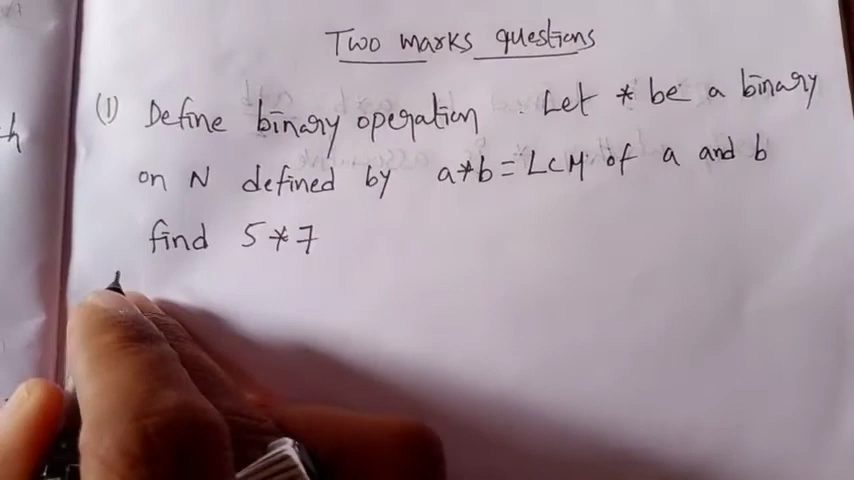 Two marks questions
(1) Define binary operation. Let * be a binary
on N defined by a*b = LCM of a and b
find 5*7